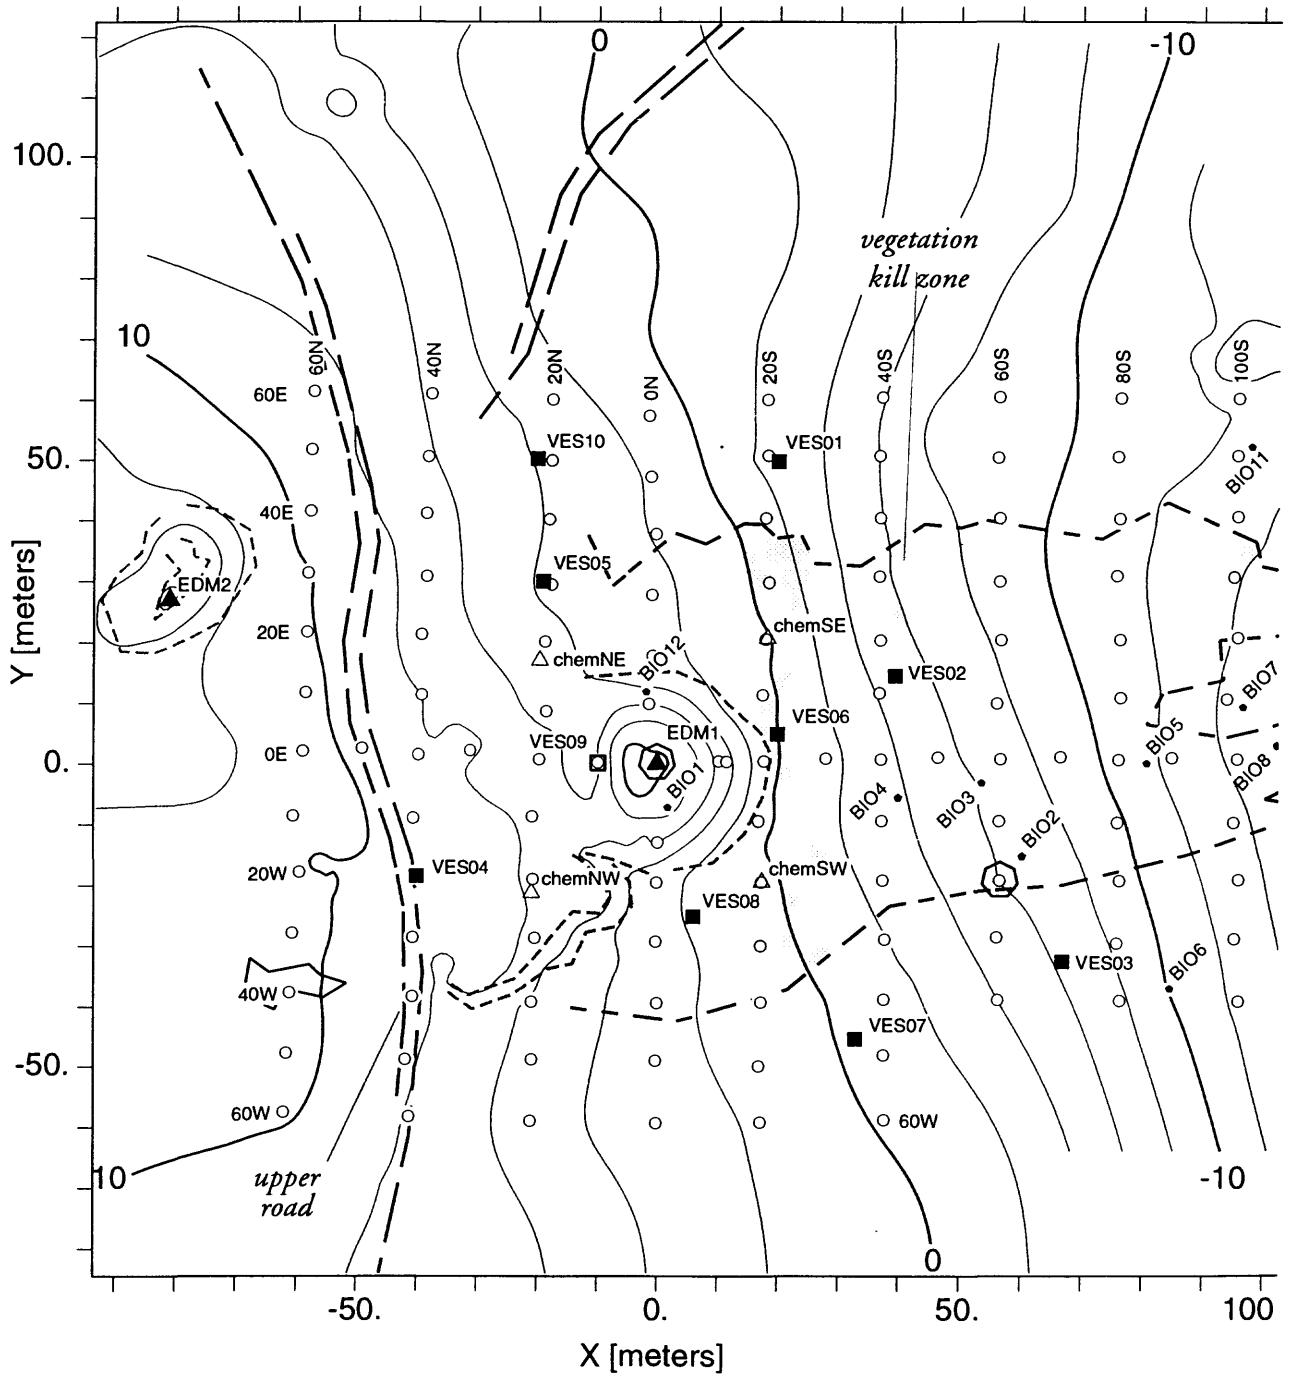 0
-10
100.
vegetation
kill zone
10
60N
40N
20N
0N
20S
40S
60S
80S
100S
60E
VES10
VES01
50.
BIO11
40E
VES05
EDM2
20E
chemSE
chemNE
BIO12
VES02
BIO7
VES06
EDM1
VES09
BIO5
0E
0.
BIO1
BIO8
BIO4
BIO3
BIO2
20W
VES04
chemNW
chemSW
VES08
VES03
BIO6
40W
VES07
-50.
60W
60W
10
upper
road
-10
0
Y [meters]
-50.
0.
50.
100
X [meters]